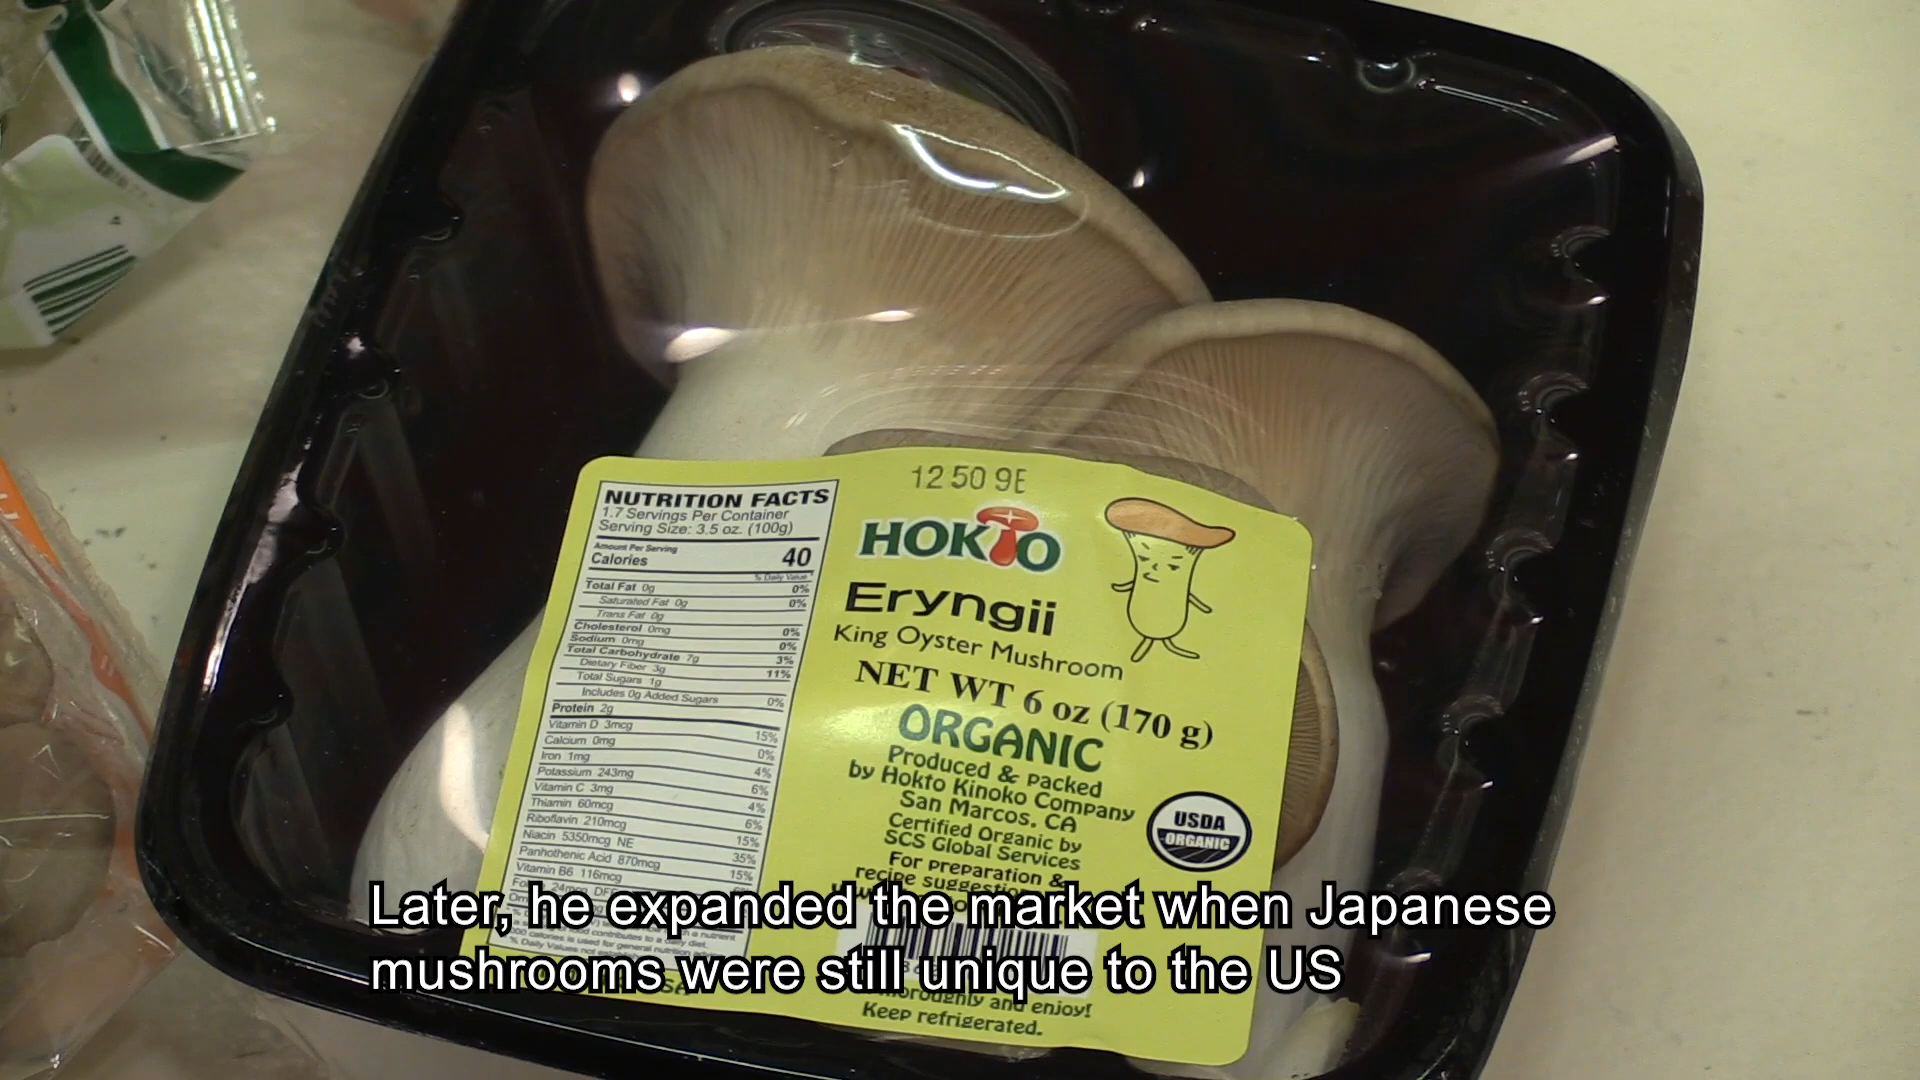 12 50 9E
HOKTO
Eryngii
King Oyster Mushroom
NET WT 6 oz (170 g)
ORGANIC
Produced & packed
by Hokto Kinoko Company
San Marcos, CA
Certified Organic by
SCS Global Services
For preparation &
recipe
USDA
ORGANIC
and enjoy!
Keep refrigerated.
NUTRITION FACTS
1.7 Servings Per Container
Serving Size: 3.5 oz. (100g)
Amount Per Serving
Calories 40
% Daily Value*
Total Fat 0g 0%
Saturated Fat 0g 0%
Trans Fat 0g
Cholesterol 0mg 0%
Sodium 0mg 0%
Total Carbohydrate 7g 3%
Dietary Fiber 3g 11%
Total Sugars 1g
Includes 0g Added Sugars 0%
Protein 2g
Vitamin D 3mcg 15%
Calcium 0mg 0%
Iron 1mg 4%
Potassium 243mg 6%
Vitamin C 3mg 4%
Thiamin 60mcg 6%
Riboflavin 210mcg 15%
Niacin 5350mcg NE 35%
Panhothenic Acid 870mcg 15%
Vitamin B6 116mcg
Later, he expanded the market when Japanese
mushrooms were still unique to the US